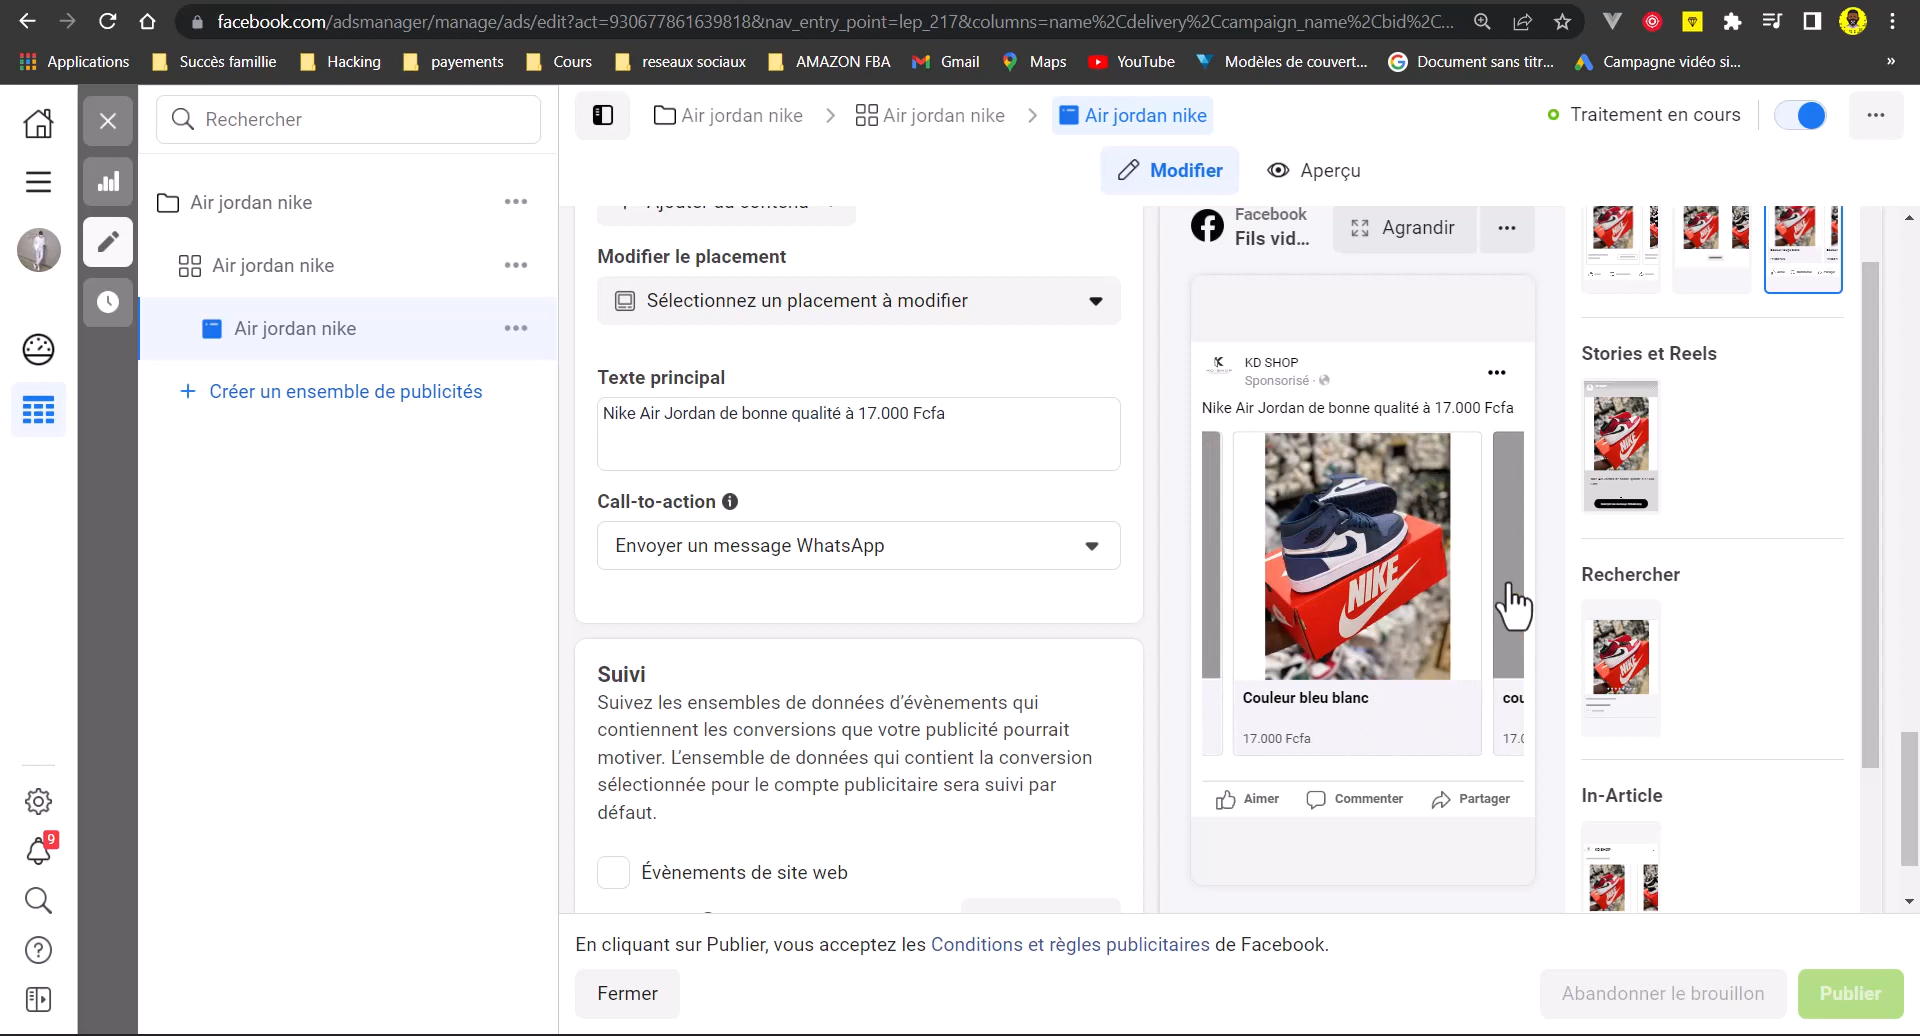 facebook.com/adsmanager/manage/ads/edit?act=930677861639818&nav_entry_point=lep_217&columns=name%2Cdelivery%2Ccampaign_name%2Cbid%2C...
Applications
Succès famillie
Hacking
payements
Cours
reseaux sociaux
AMAZON FBA
Gmail
Maps
YouTube
Modèles de couvert...
Document sans titr...
Campagne vidéo si...
»
Rechercher
Air jordan nike
Air jordan nike
Air jordan nike
Traitement en cours
Modifier
Aperçu
Air jordan nike
Air jordan nike
Air jordan nike
+ Créer un ensemble de publicités
9
Ajouter du contenu
Modifier le placement
Sélectionnez un placement à modifier
Texte principal
Nike Air Jordan de bonne qualité à 17.000 Fcfa
Call-to-action
Envoyer un message WhatsApp
Suivi
Suivez les ensembles de données d'évènements qui
contiennent les conversions que votre publicité pourrait
motiver. L'ensemble de données qui contient la conversion
sélectionnée pour le compte publicitaire sera suivi par
défaut.
Évènements de site web
Facebook
Fils vid...
Agrandir
KD SHOP
KD SHOP
Sponsorisé ·
Nike Air Jordan de bonne qualité à 17.000 Fcfa
NIKE
Couleur bleu blanc
17.000 Fcfa
cou
17.0
Aimer
Commenter
Partager
Stories et Reels
Rechercher
In-Article
En cliquant sur Publier, vous acceptez les Conditions et règles publicitaires de Facebook.
Fermer
Abandonner le brouillon
Publier